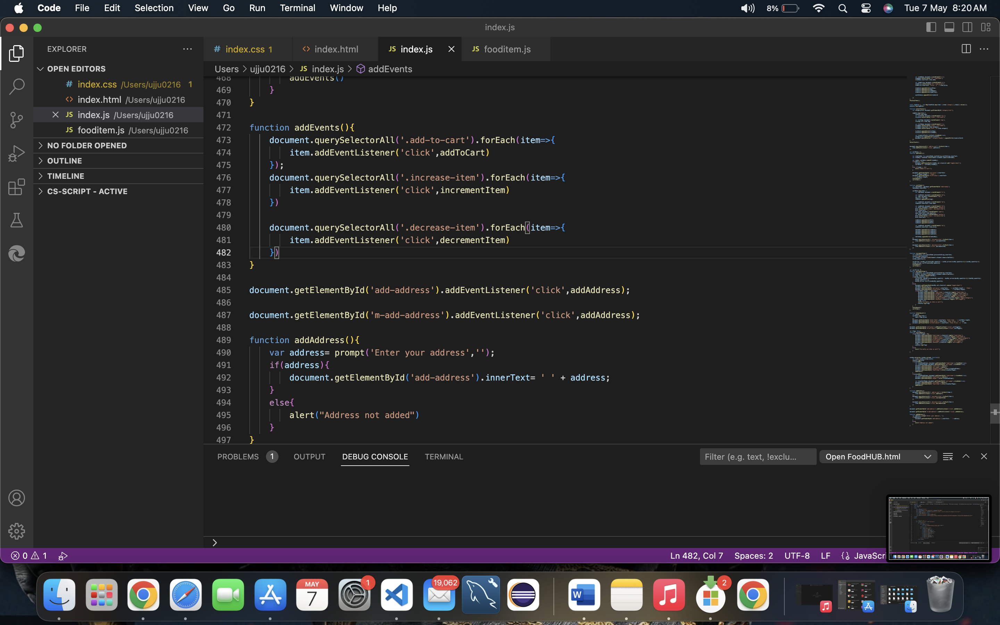 Code File Edit Selection View Go Run Terminal Window Help 8% Tue 7 May 8:20 AM
index.js
EXPLORER
OPEN EDITORS
# index.css /Users/ujju0216 1
<> index.html /Users/ujju0216
JS index.js /Users/ujju0216
JS fooditem.js /Users/ujju0216
NO FOLDER OPENED
OUTLINE
TIMELINE
CS-SCRIPT - ACTIVE
# index.css 1 <> index.html JS index.js JS fooditem.js
Users > ujju0216 > JS index.js > addEvents
468 addEvents()
469 }
470 }
471
472 function addEvents(){
473 document.querySelectorAll('.add-to-cart').forEach(item=>{
474 item.addEventListener('click',addToCart)
475 });
476 document.querySelectorAll('.increase-item').forEach(item=>{
477 item.addEventListener('click',incrementItem)
478 })
479
480 document.querySelectorAll('.decrease-item').forEach(item=>{
481 item.addEventListener('click',decrementItem)
482 })
483 }
484
485 document.getElementById('add-address').addEventListener('click',addAddress);
486
487 document.getElementById('m-add-address').addEventListener('click',addAddress);
488
489 function addAddress(){
490 var address= prompt('Enter your address','');
491 if(address){
492 document.getElementById('add-address').innerText= ' ' + address;
493 }
494 else{
495 alert("Address not added")
496 }
497 }
PROBLEMS 1 OUTPUT DEBUG CONSOLE TERMINAL Filter (e.g. text, !exclu... Open FoodHUB.html
>
0 1 Ln 482, Col 7 Spaces: 2 UTF-8 LF JavaScri
MAY
7
1
19,062
W
2